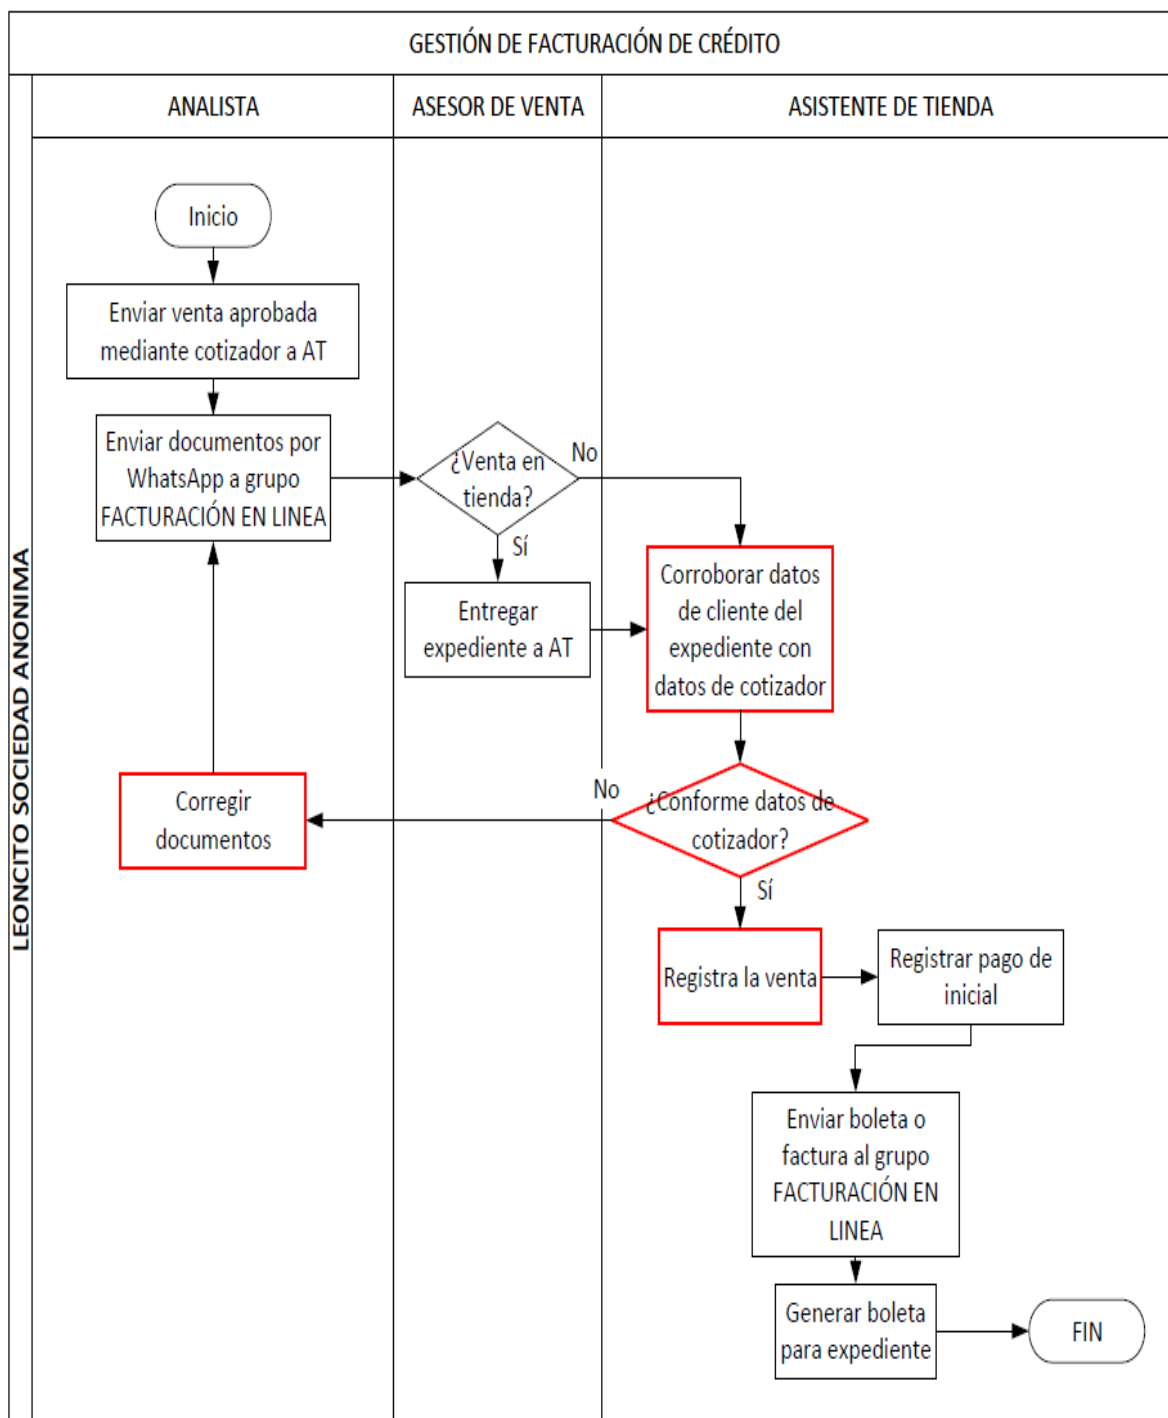 GESTIÓN DE FACTURACIÓN DE CRÉDITO
LEONCITO SOCIEDAD ANONIMA
ANALISTA
ASESOR DE VENTA
ASISTENTE DE TIENDA
Inicio
Enviar venta aprobada
mediante cotizador a AT
Enviar documentos por
WhatsApp a grupo
FACTURACIÓN EN LINEA
¿Venta en
tienda?
No
Sí
Entregar
expediente a AT
Corroborar datos
de cliente del
expediente con
datos de cotizador
¿Conforme datos de
cotizador?
No
Corregir
documentos
Sí
Registra la venta
Registrar pago de
inicial
Enviar boleta o
factura al grupo
FACTURACIÓN EN
LINEA
Generar boleta
para expediente
FIN